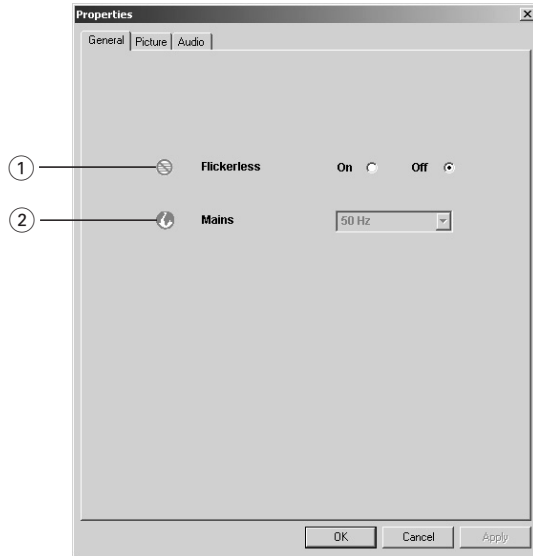 Properties
General Picture Audio
1 Flickerless On Off
2 Mains 50 Hz
OK Cancel Apply